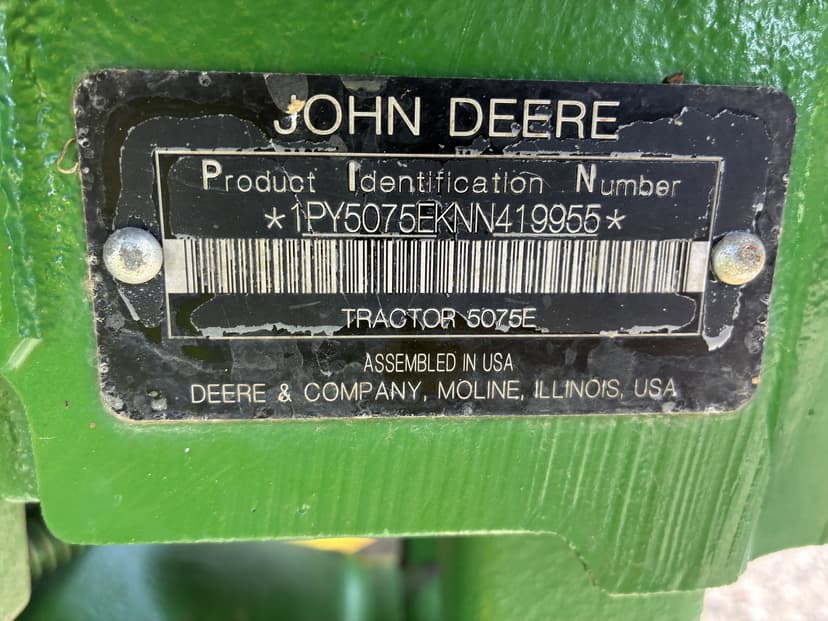 JOHN DEERE
Product Identification Number
*1PY5075EKNN419955*
TRACTOR 5075E
ASSEMBLED IN USA
DEERE & COMPANY, MOLINE, ILLINOIS, USA